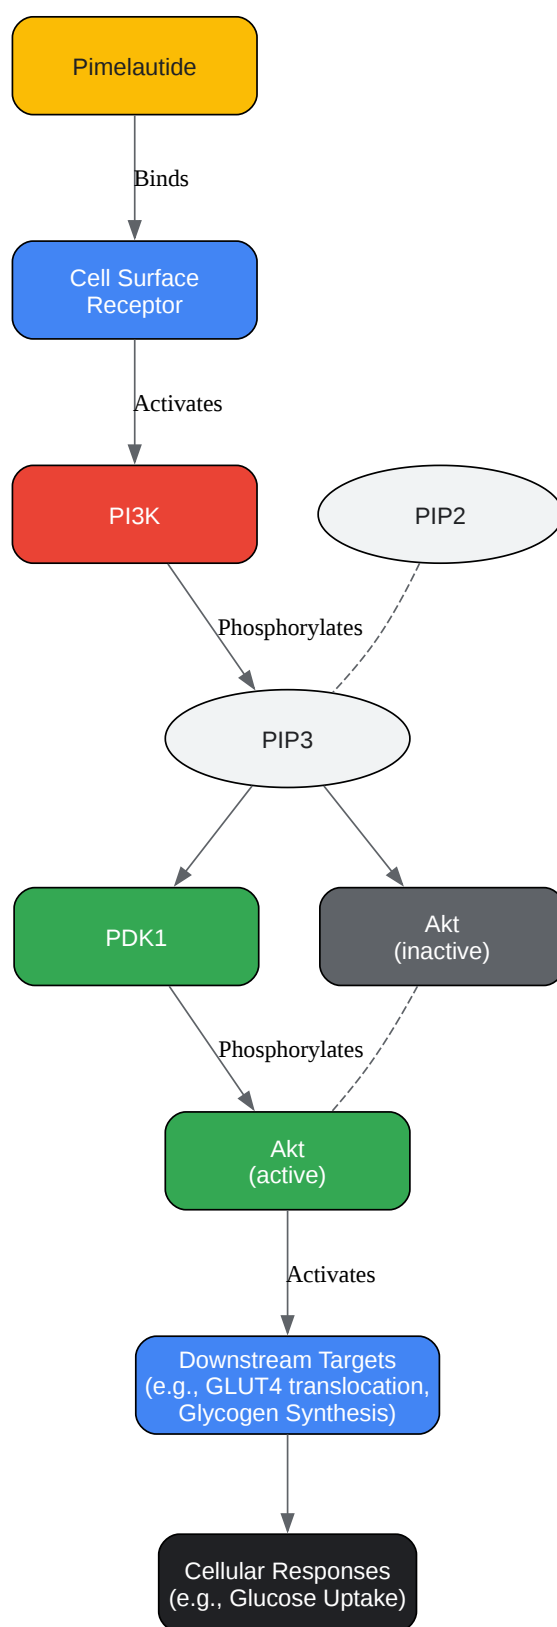 Pimelautide
Binds
Cell Surface
Receptor
Activates
PI3K
PIP2
Phosphorylates
PIP3
PDK1
Akt
(inactive)
Phosphorylates
Akt
(active)
Activates
Downstream Targets
(e.g., GLUT4 translocation,
Glycogen Synthesis)
Cellular Responses
(e.g., Glucose Uptake)